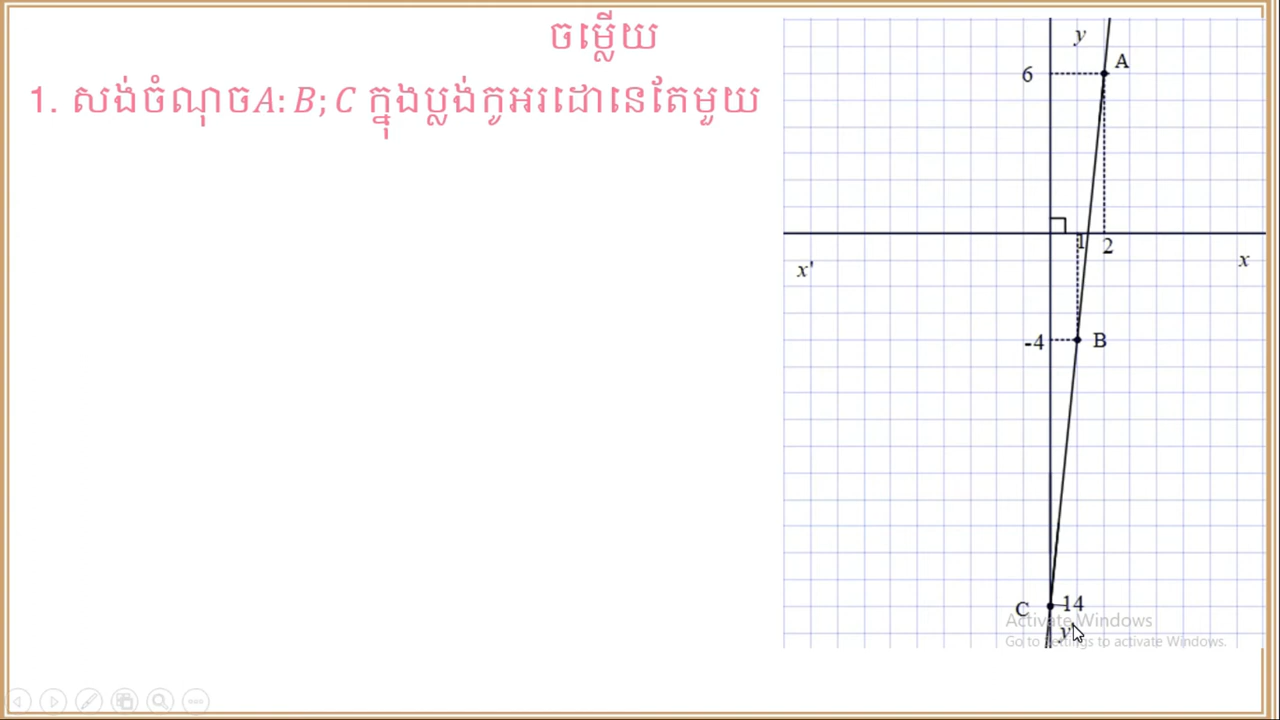 ចម្លើយ
1. សង់ចំណុចA: B; C ក្នុងប្លង់កូអរដោនេតែមួយ
y
A
6
1
2
x'
x
-4
B
C
-14
Activate Windows
y'
Go to Settings to activate Windows.